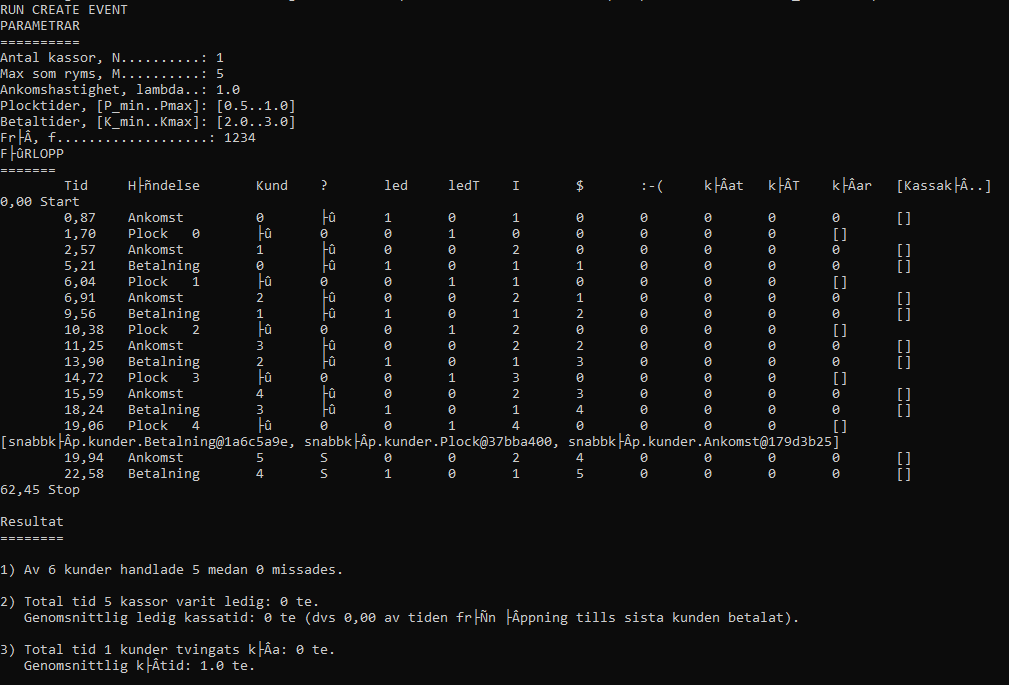 RUN CREATE EVENT
PARAMETRAR
==========
Antal kassor, N..........: 1
Max som ryms, M..........: 5
Ankomshastighet, lambda..: 1.0
Plocktider, [P_min..Pmax]: [0.5..1.0]
Betaltider, [K_min..Kmax]: [2.0..3.0]
Fr├Â, f...................: 1234
F├ûRLOPP
=======
Tid H├ñndelse Kund ? led ledT I $ :-( k├Âat k├ÂT k├Âar [Kassak├Â..]
0,00 Start
0,87 Ankomst 0 ├û 1 0 1 0 0 0 0 0 []
1,70 Plock 0 ├û 0 0 1 0 0 0 0 0 []
2,57 Ankomst 1 ├û 0 0 2 0 0 0 0 0 []
5,21 Betalning 0 ├û 1 0 1 1 0 0 0 0 []
6,04 Plock 1 ├û 0 0 1 1 0 0 0 0 []
6,91 Ankomst 2 ├û 0 0 2 1 0 0 0 0 []
9,56 Betalning 1 ├û 1 0 1 2 0 0 0 0 []
10,38 Plock 2 ├û 0 0 1 2 0 0 0 0 []
11,25 Ankomst 3 ├û 0 0 2 2 0 0 0 0 []
13,90 Betalning 2 ├û 1 0 1 3 0 0 0 0 []
14,72 Plock 3 ├û 0 0 1 3 0 0 0 0 []
15,59 Ankomst 4 ├û 0 0 2 3 0 0 0 0 []
18,24 Betalning 3 ├û 1 0 1 4 0 0 0 0 []
19,06 Plock 4 ├û 0 0 1 4 0 0 0 0 []
[snabbk├Âp.kunder.Betalning@1a6c5a9e, snabbk├Âp.kunder.Plock@37bba400, snabbk├Âp.kunder.Ankomst@179d3b25]
19,94 Ankomst 5 S 0 0 2 4 0 0 0 0 []
22,58 Betalning 4 S 1 0 1 5 0 0 0 0 []
62,45 Stop
Resultat
========
1) Av 6 kunder handlade 5 medan 0 missades.
2) Total tid 5 kassor varit ledig: 0 te.
Genomsnittlig ledig kassatid: 0 te (dvs 0,00 av tiden fr├Ñn ├Âppning tills sista kunden betalat).
3) Total tid 1 kunder tvingats k├Âa: 0 te.
Genomsnittlig k├Âtid: 1.0 te.